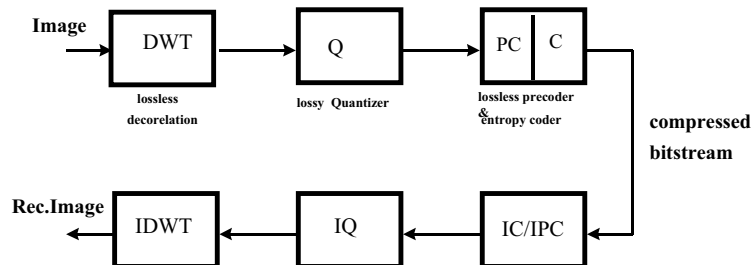 Image
DWT
Q
PC
C
lossless
decorelation
lossy Quantizer
lossless precoder
&
entropy coder
compressed
bitstream
Rec.Image
IDWT
IQ
IC/IPC